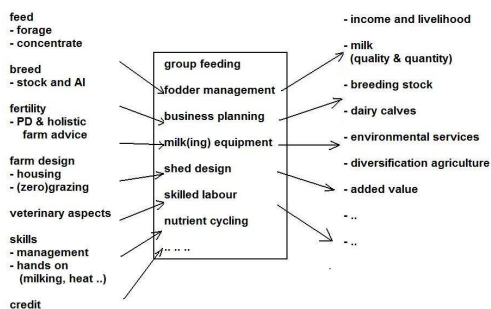 feed
- forage
- concentrate
breed
- stock and AI
fertility
- PD & holistic
farm advice
farm design
- housing
- (zero)grazing
veterinary aspects
skills
- management
- hands on
(milking, heat ..)
credit
group feeding
fodder management
business planning
milk(ing) equipment
shed design
skilled labour
nutrient cycling
.. .. ..
- income and livelihood
- milk
(quality & quantity)
- breeding stock
- dairy calves
- environmental services
- diversification agriculture
- added value
- ..
- ..